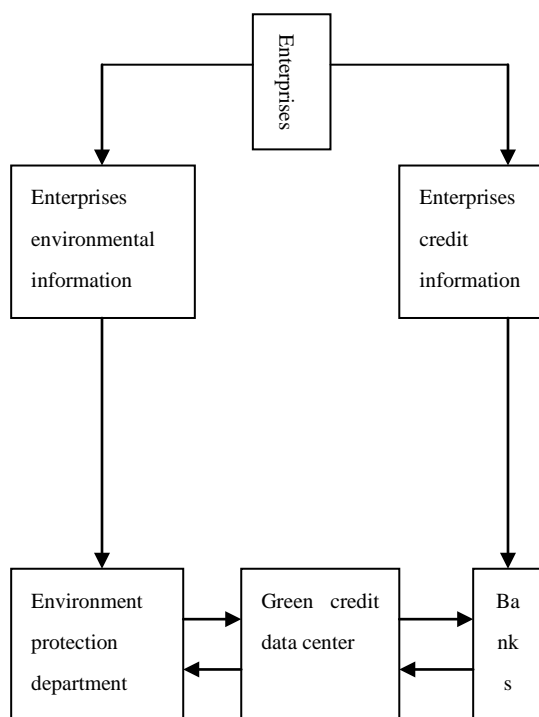 Enterprises
Enterprises
environmental
information
Enterprises
credit
information
Environment
protection
department
Green credit
data center
Ba
nk
s